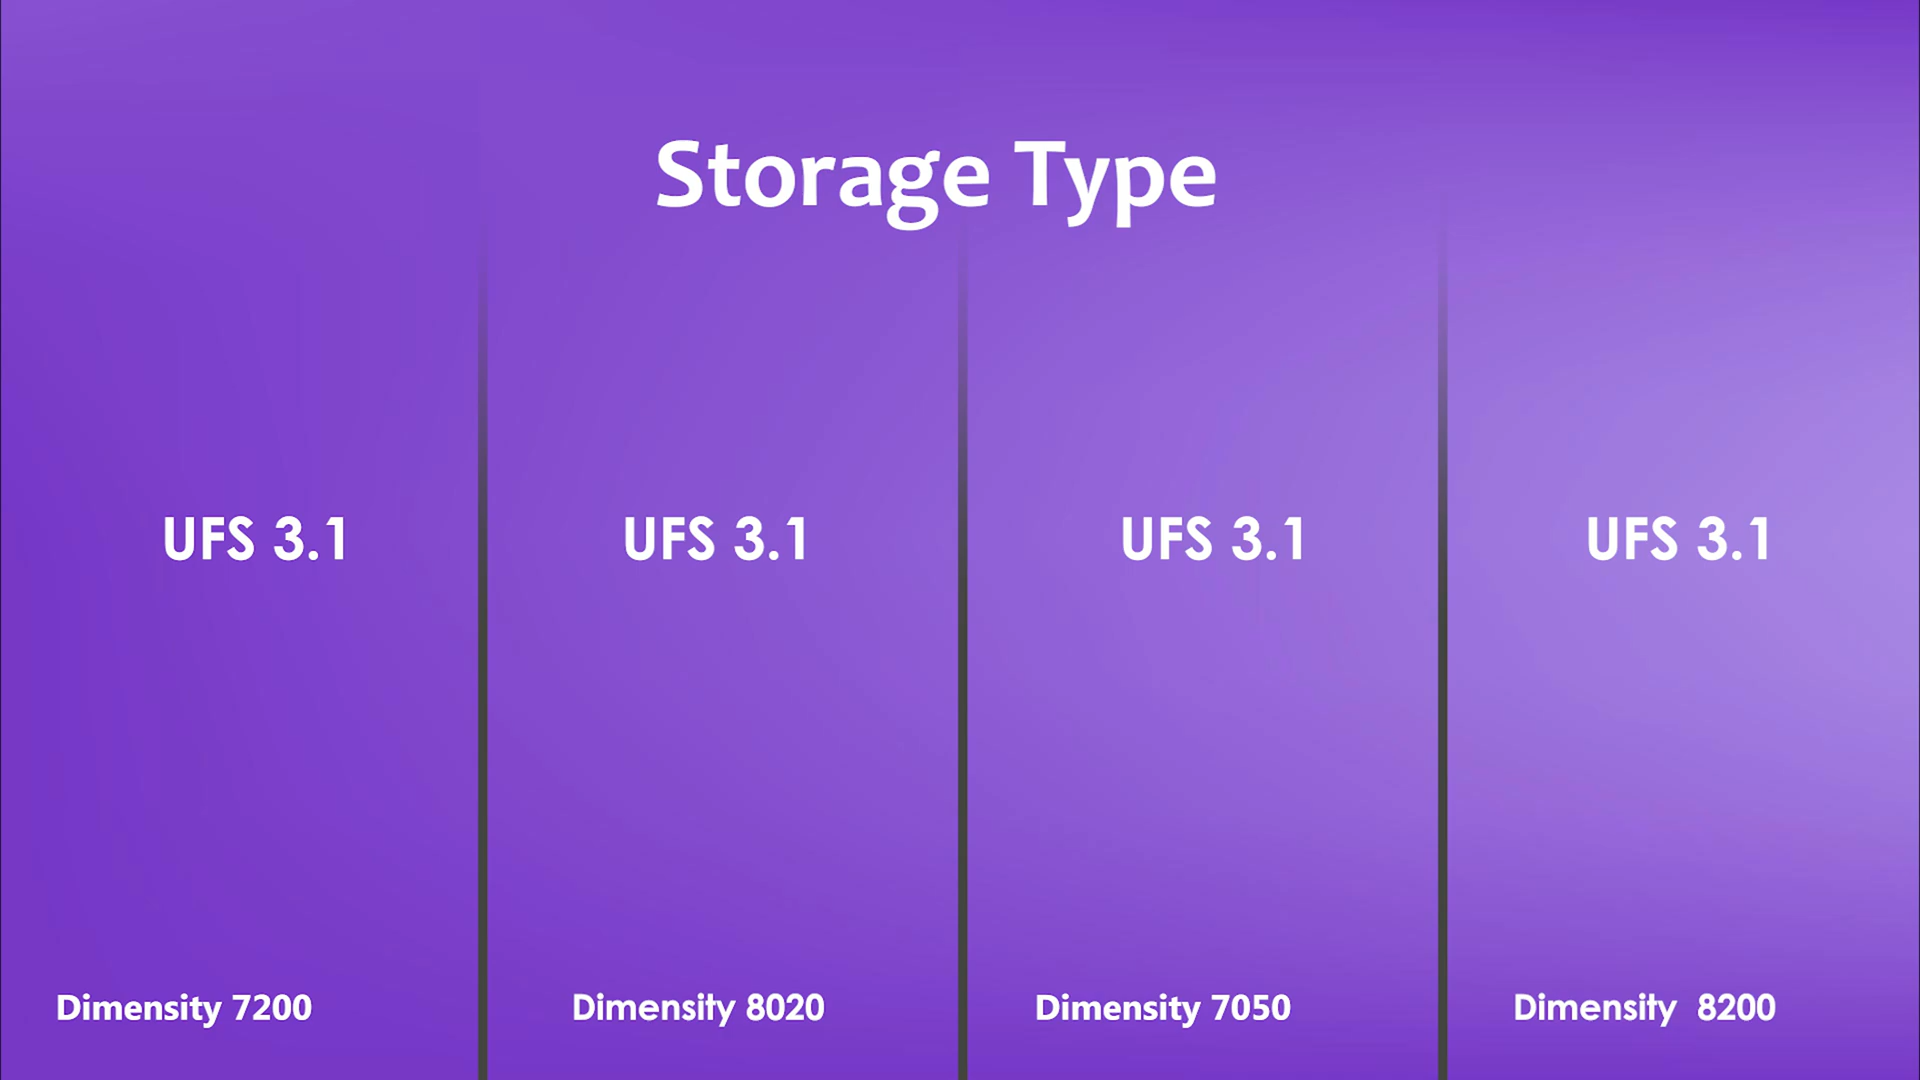 Storage Type
UFS 3.1
UFS 3.1
UFS 3.1
UFS 3.1
Dimensity 7200
Dimensity 8020
Dimensity 7050
Dimensity 8200